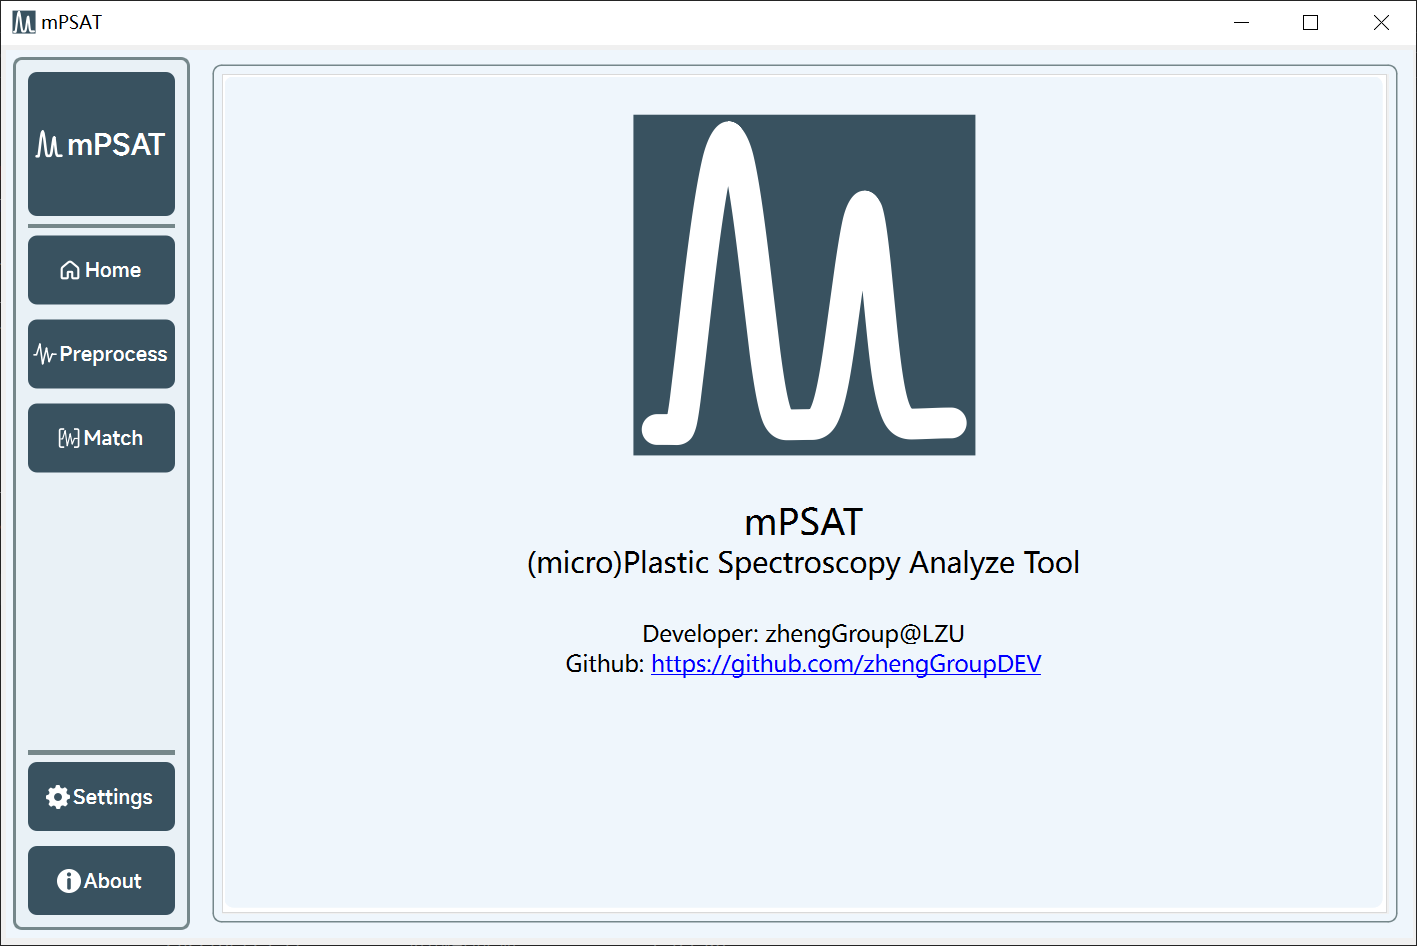 mPSAT
mPSAT
Home
Preprocess
Match
Settings
About
mPSAT
(micro)Plastic Spectroscopy Analyze Tool
Developer: zhengGroup@LZU
Github: https://github.com/zhengGroupDEV